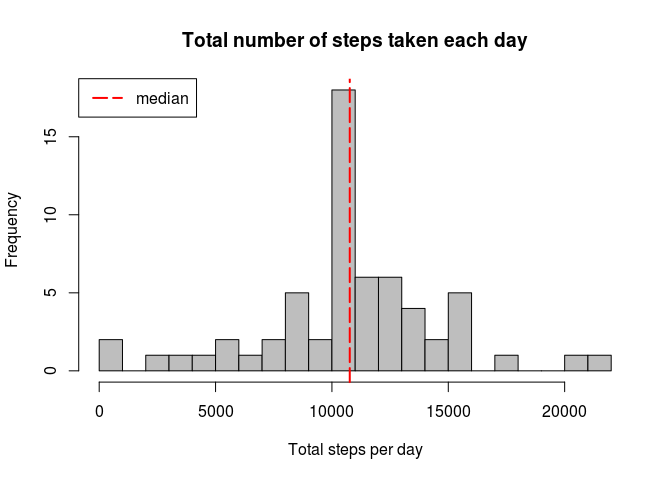 Total number of steps taken each day
median
Frequency
15
10
5
0
0 5000 10000 15000 20000
Total steps per day